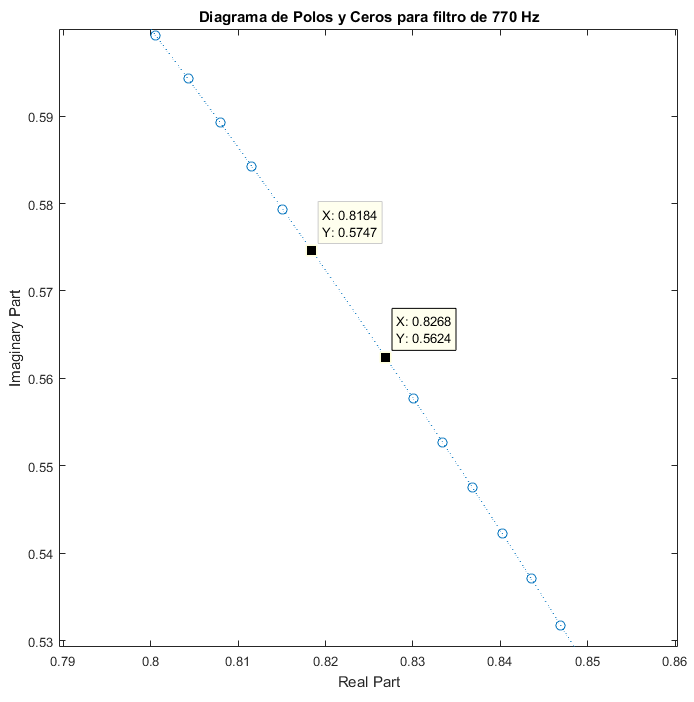 Diagrama de Polos y Ceros para filtro de 770 Hz
0.59
0.58
0.57
0.56
0.55
0.54
0.53
Imaginary Part
X: 0.8184
Y: 0.5747
X: 0.8268
Y: 0.5624
0.79
0.8
0.81
0.82
0.83
0.84
0.85
0.86
Real Part